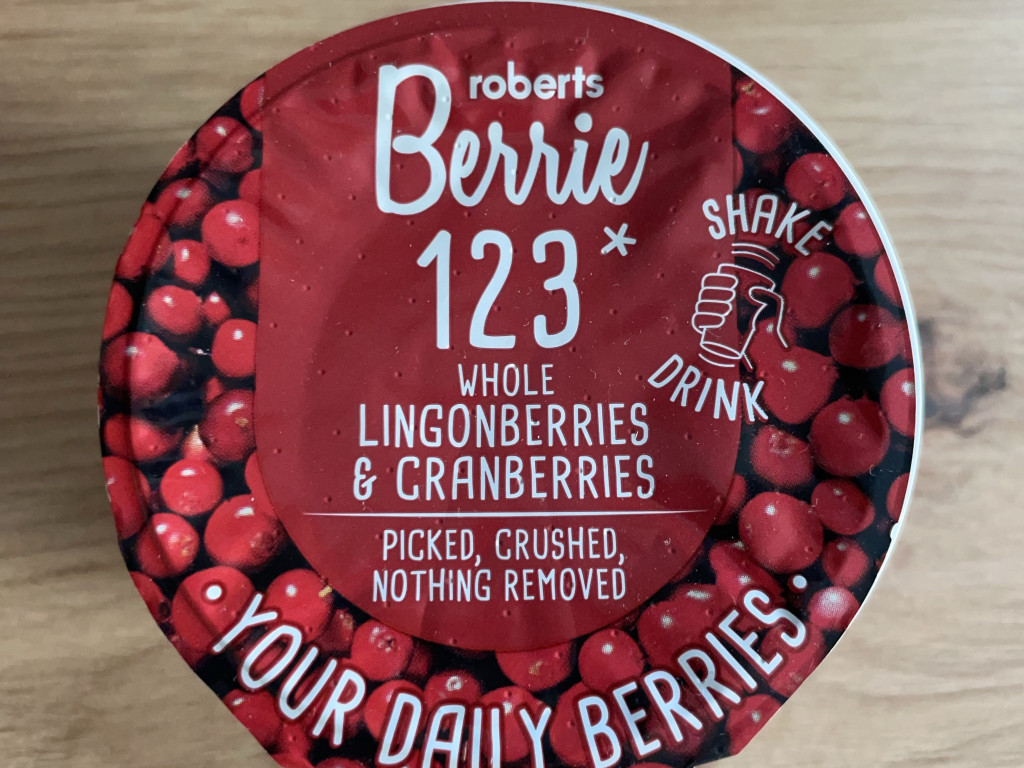 roberts
Berrie
123*
WHOLE
LINGONBERRIES
& CRANBERRIES
PICKED, CRUSHED,
NOTHING REMOVED
SHAKE
DRINK
• YOUR DAILY BERRIES •